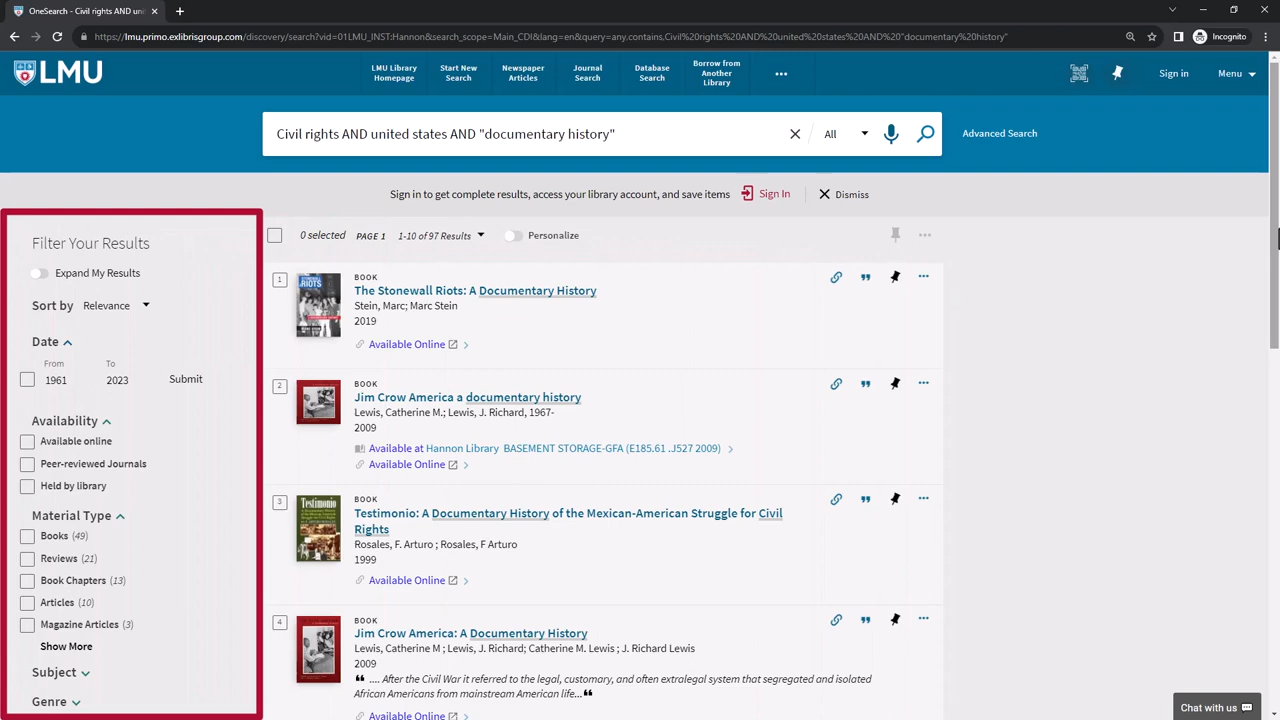 OneSearch - Civil rights AND uni
https://lmu.primo.exlibrisgroup.com/discovery/search?vid=01LMU_INST:Hannon&search_scope=Main_CDI&lang=en&query=any,contains,Civil%20rights%20AND%20united%20states%20AND%20"documentary history"
Incognito
LMU
LMU Library Homepage
Start New Search
Newspaper Articles
Journal Search
Database Search
Borrow from Another Library
Sign in
Menu
Civil rights AND united states AND "documentary history"
All
Advanced Search
Sign in to get complete results, access your library account, and save items
Sign In
Dismiss
Filter Your Results
Expand My Results
Sort by Relevance
Date
From To
1961 2023 Submit
Availability
Available online
Peer-reviewed Journals
Held by library
Material Type
Books (49)
Reviews (21)
Book Chapters (13)
Articles (10)
Magazine Articles (3)
Show More
Subject
Genre
0 selected PAGE 1 1-10 of 97 Results Personalize
1
BOOK
The Stonewall Riots: A Documentary History
Stein, Marc; Marc Stein
2019
Available Online
2
BOOK
Jim Crow America a documentary history
Lewis, Catherine M.; Lewis, J. Richard, 1967-
2009
Available at Hannon Library BASEMENT STORAGE-GFA (E185.61 .J527 2009)
Available Online
3
Testimonio
BOOK
Testimonio: A Documentary History of the Mexican-American Struggle for Civil
Rights
Rosales, F. Arturo ; Rosales, F Arturo
1999
Available Online
4
BOOK
Jim Crow America: A Documentary History
Lewis, Catherine M ; Lewis, J. Richard; Catherine M. Lewis ; J. Richard Lewis
2009
.... After the Civil War it referred to the legal, customary, and often extralegal system that segregated and isolated
African Americans from mainstream American life...
Available Online
Chat with us